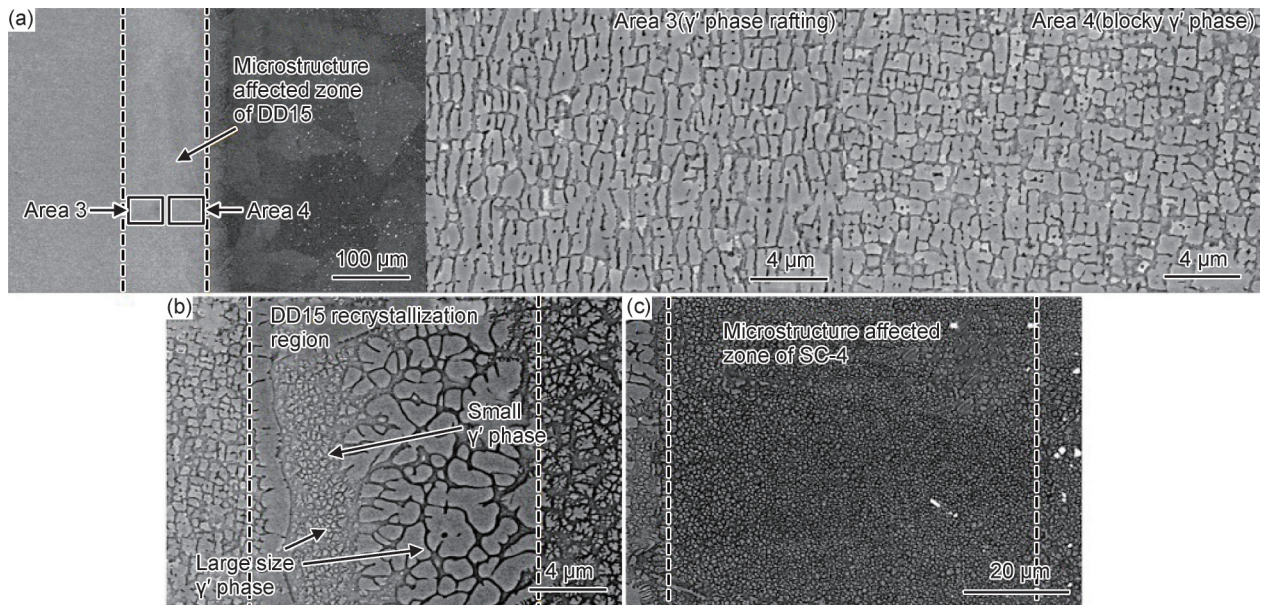 (a)
Microstructure
affected zone
of DD15
Area 3
Area 4
100 μm
Area 3(γ′ phase rafting)
4 μm
Area 4(blocky γ′ phase)
4 μm
(b)
DD15 recrystallization
region
Small
γ′ phase
Large size
γ′ phase
4 μm
(c)
Microstructure affected
zone of SC-4
20 μm